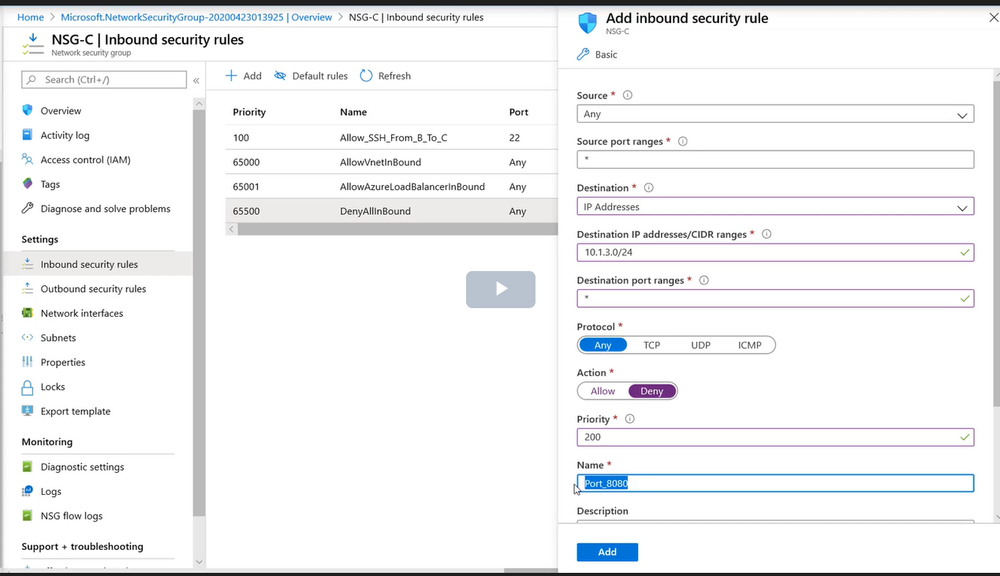 Home > Microsoft.NetworkSecurityGroup-20200423013925 | Overview > NSG-C | Inbound security rules
NSG-C | Inbound security rules
Network security group
Search (Ctrl+/)
«
Overview
Activity log
Access control (IAM)
Tags
Diagnose and solve problems
Settings
Inbound security rules
Outbound security rules
Network interfaces
Subnets
Properties
Locks
Export template
Monitoring
Diagnostic settings
Logs
NSG flow logs
Support + troubleshooting
Add Default rules Refresh
Priority Name Port
100 Allow_SSH_From_B_To_C 22
65000 AllowVnetInBound Any
65001 AllowAzureLoadBalancerInBound Any
65500 DenyAllInBound Any
Add inbound security rule
NSG-C
Basic
Source *
Any
Source port ranges *
*
Destination *
IP Addresses
Destination IP addresses/CIDR ranges *
10.1.3.0/24
Destination port ranges *
*
Protocol *
Any TCP UDP ICMP
Action *
Allow Deny
Priority *
200
Name *
Port_8080
Description
Add